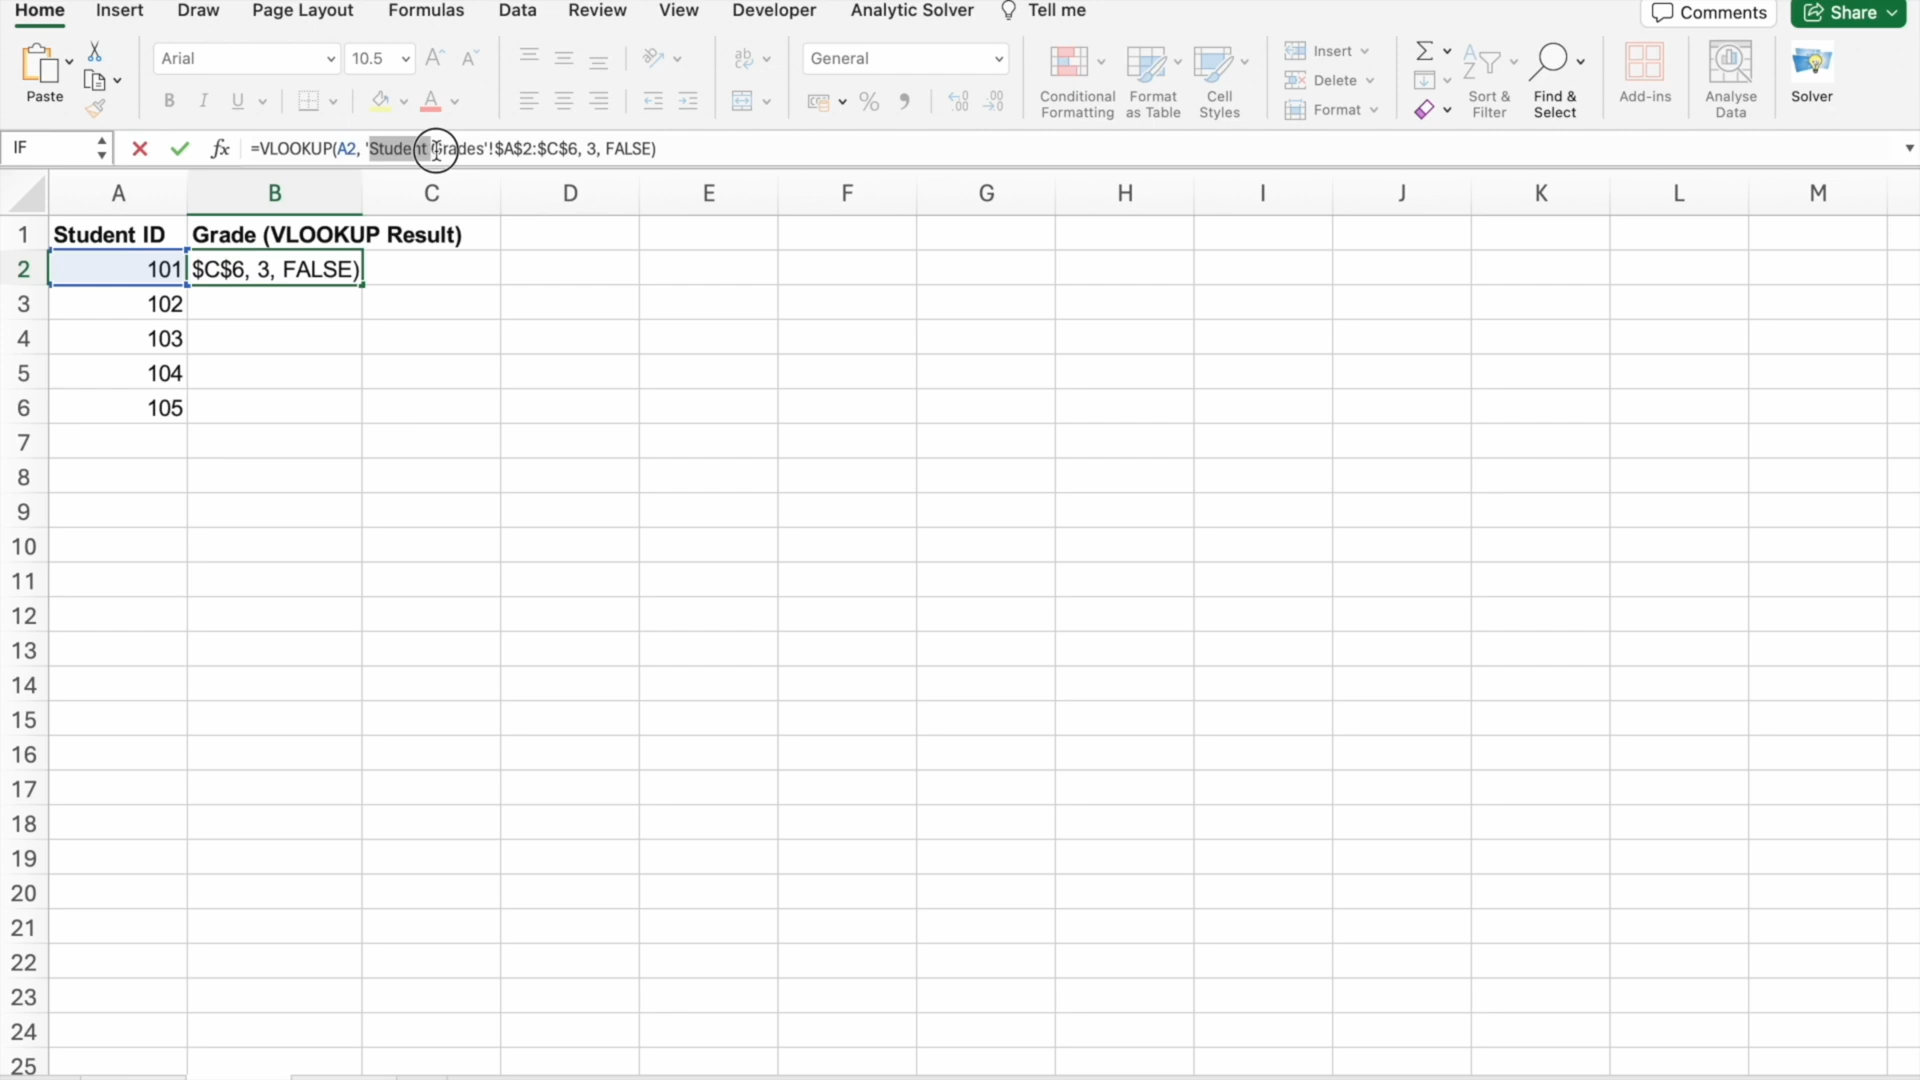 Home Insert Draw Page Layout Formulas Data Review View Developer Analytic Solver Tell me Comments Share
Paste
Arial 10.5
B I U
ab
General
%
Conditional Formatting
Format as Table
Cell Styles
Insert
Delete
Format
Sort & Filter
Find & Select
Add-ins
Analyse Data
Solver
IF fx =VLOOKUP(A2, 'Student Grades'!$A$2:$C$6, 3, FALSE)
A B C D E F G H I J K L M
1 Student ID Grade (VLOOKUP Result)
2 101 $C$6, 3, FALSE)
3 102
4 103
5 104
6 105
7
8
9
10
11
12
13
14
15
16
17
18
19
20
21
22
23
24
25